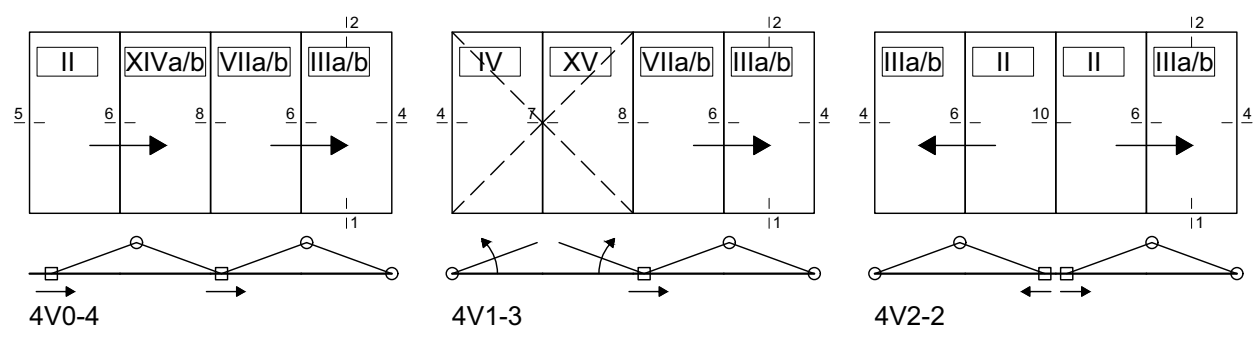 2 2 2
II XIVa/b VIIa/b IIIa/b IV XV VIIa/b IIIa/b IIIa/b II II IIIa/b
5 6 8 6 4 4 7 8 6 4 4 6 10 6 4
1 1 1
4V0-4 4V1-3 4V2-2